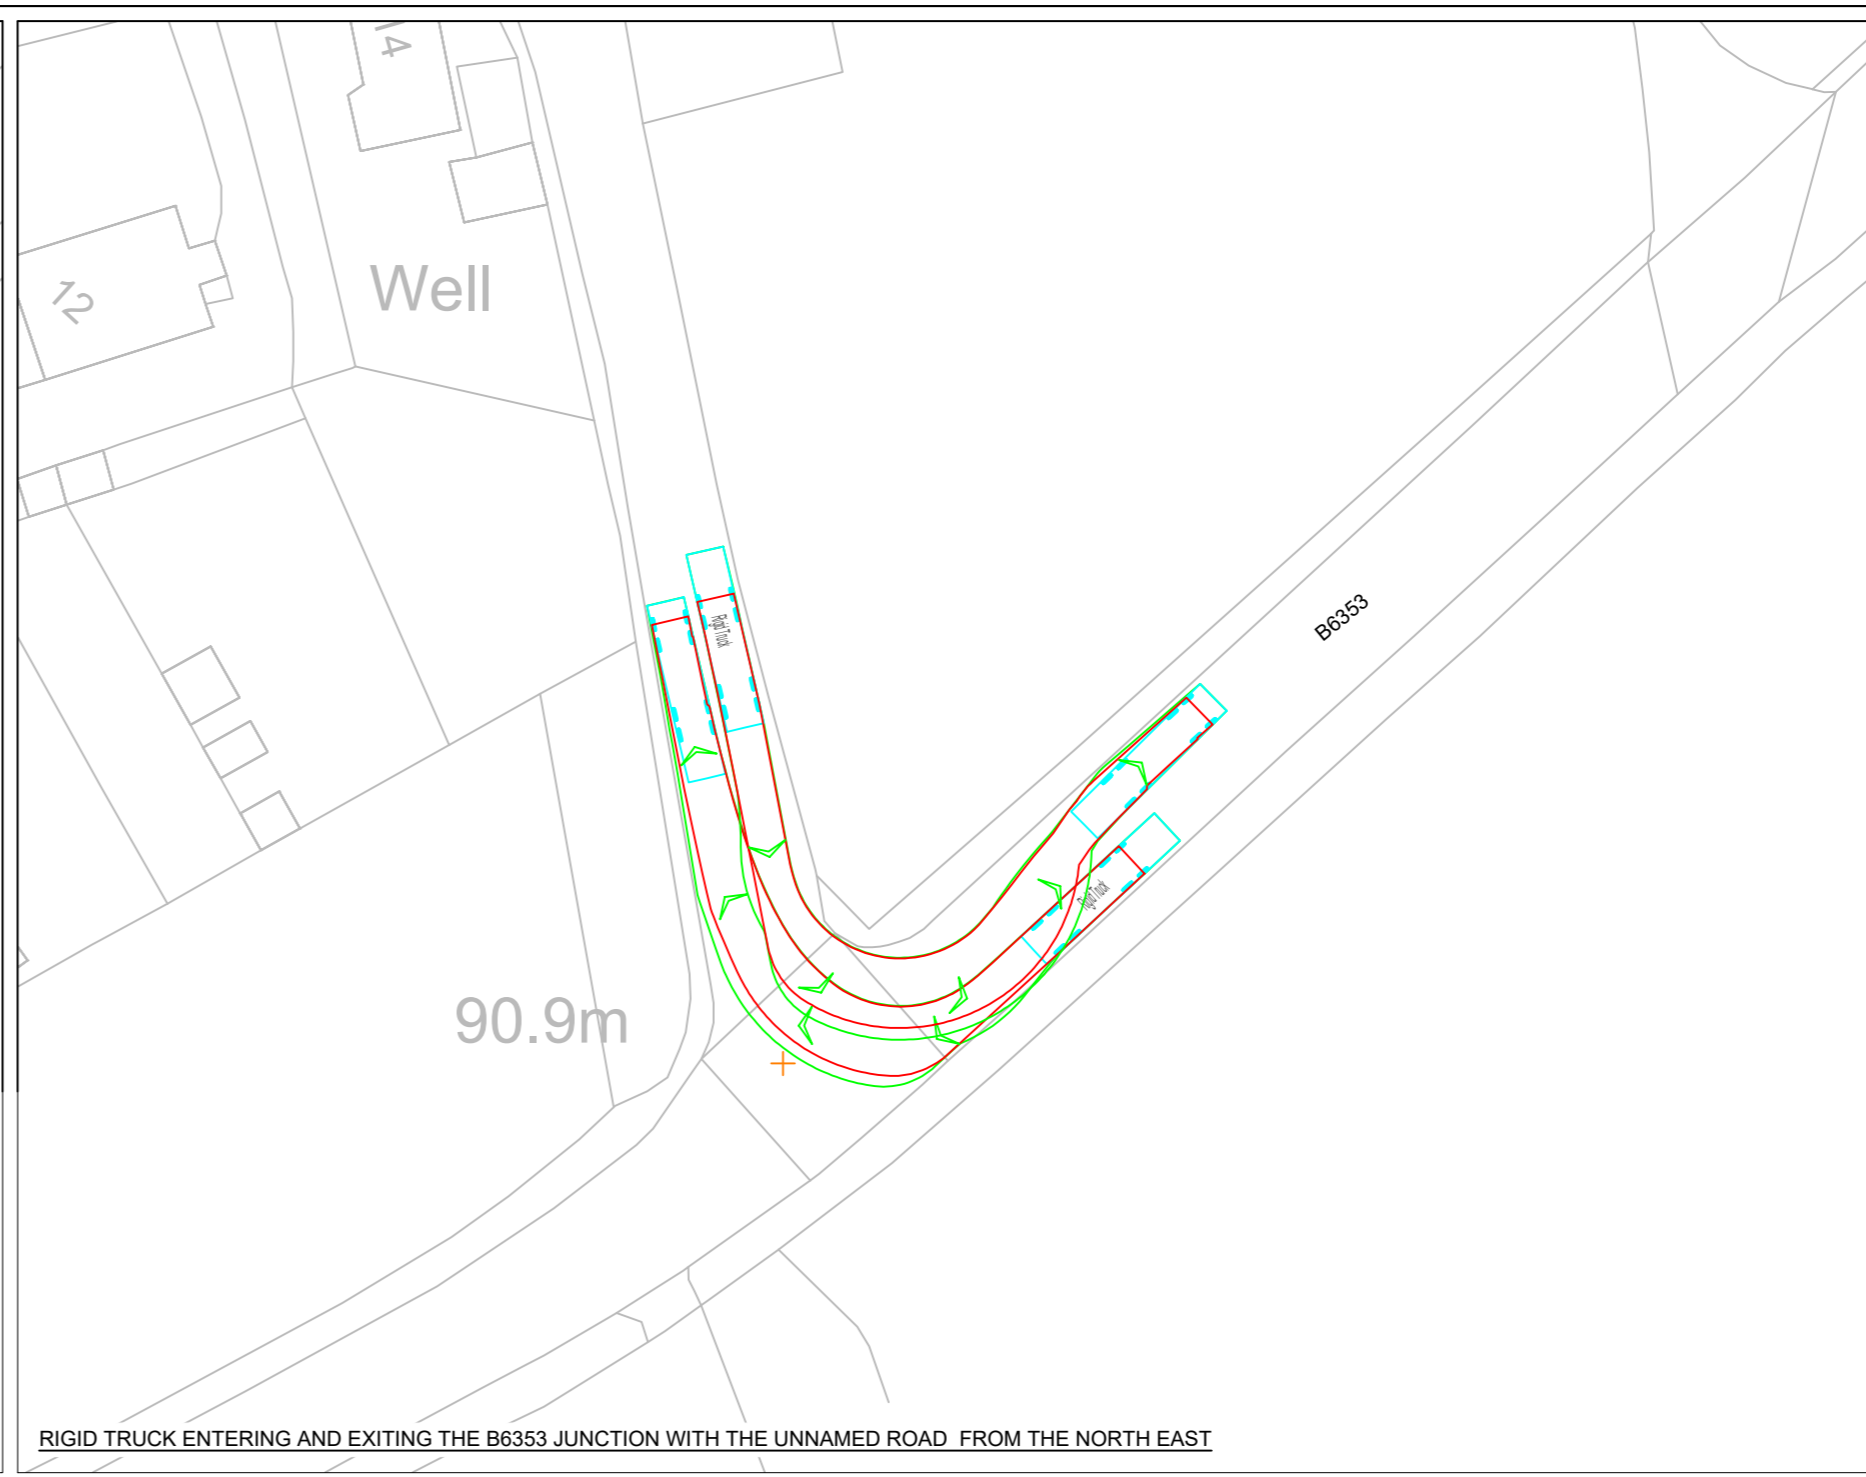 14
12
Well
Rigid Truck
B6353
Rigid Truck
90.9m
RIGID TRUCK ENTERING AND EXITING THE B6353 JUNCTION WITH THE UNNAMED ROAD FROM THE NORTH EAST